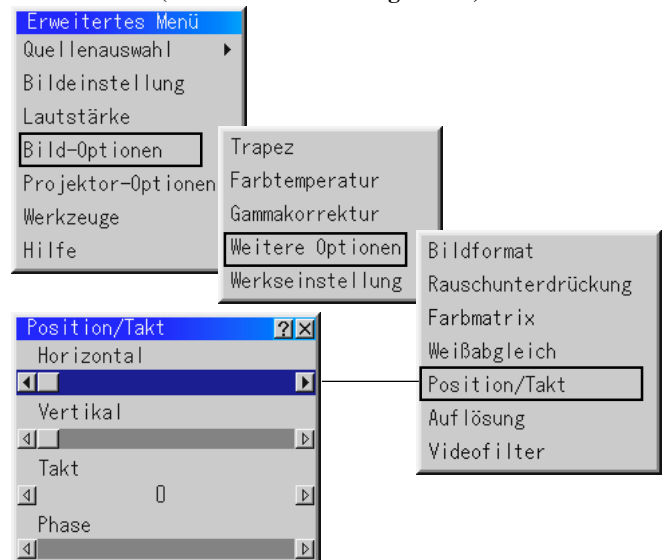 Erweitertes Menü
Quellenauswahl
Bildeinstellung
Lautstärke
Bild-Optionen
Projektor-Optionen
Werkzeuge
Hilfe
Trapez
Farbtemperatur
Gammakorrektur
Weitere Optionen
Werkseinstellung
Bildformat
Rauschunterdrückung
Farbmatrix
Weißabgleich
Position/Takt
Auflösung
Videofilter
Position/Takt ?
Horizontal
Vertikal
Takt
0
Phase